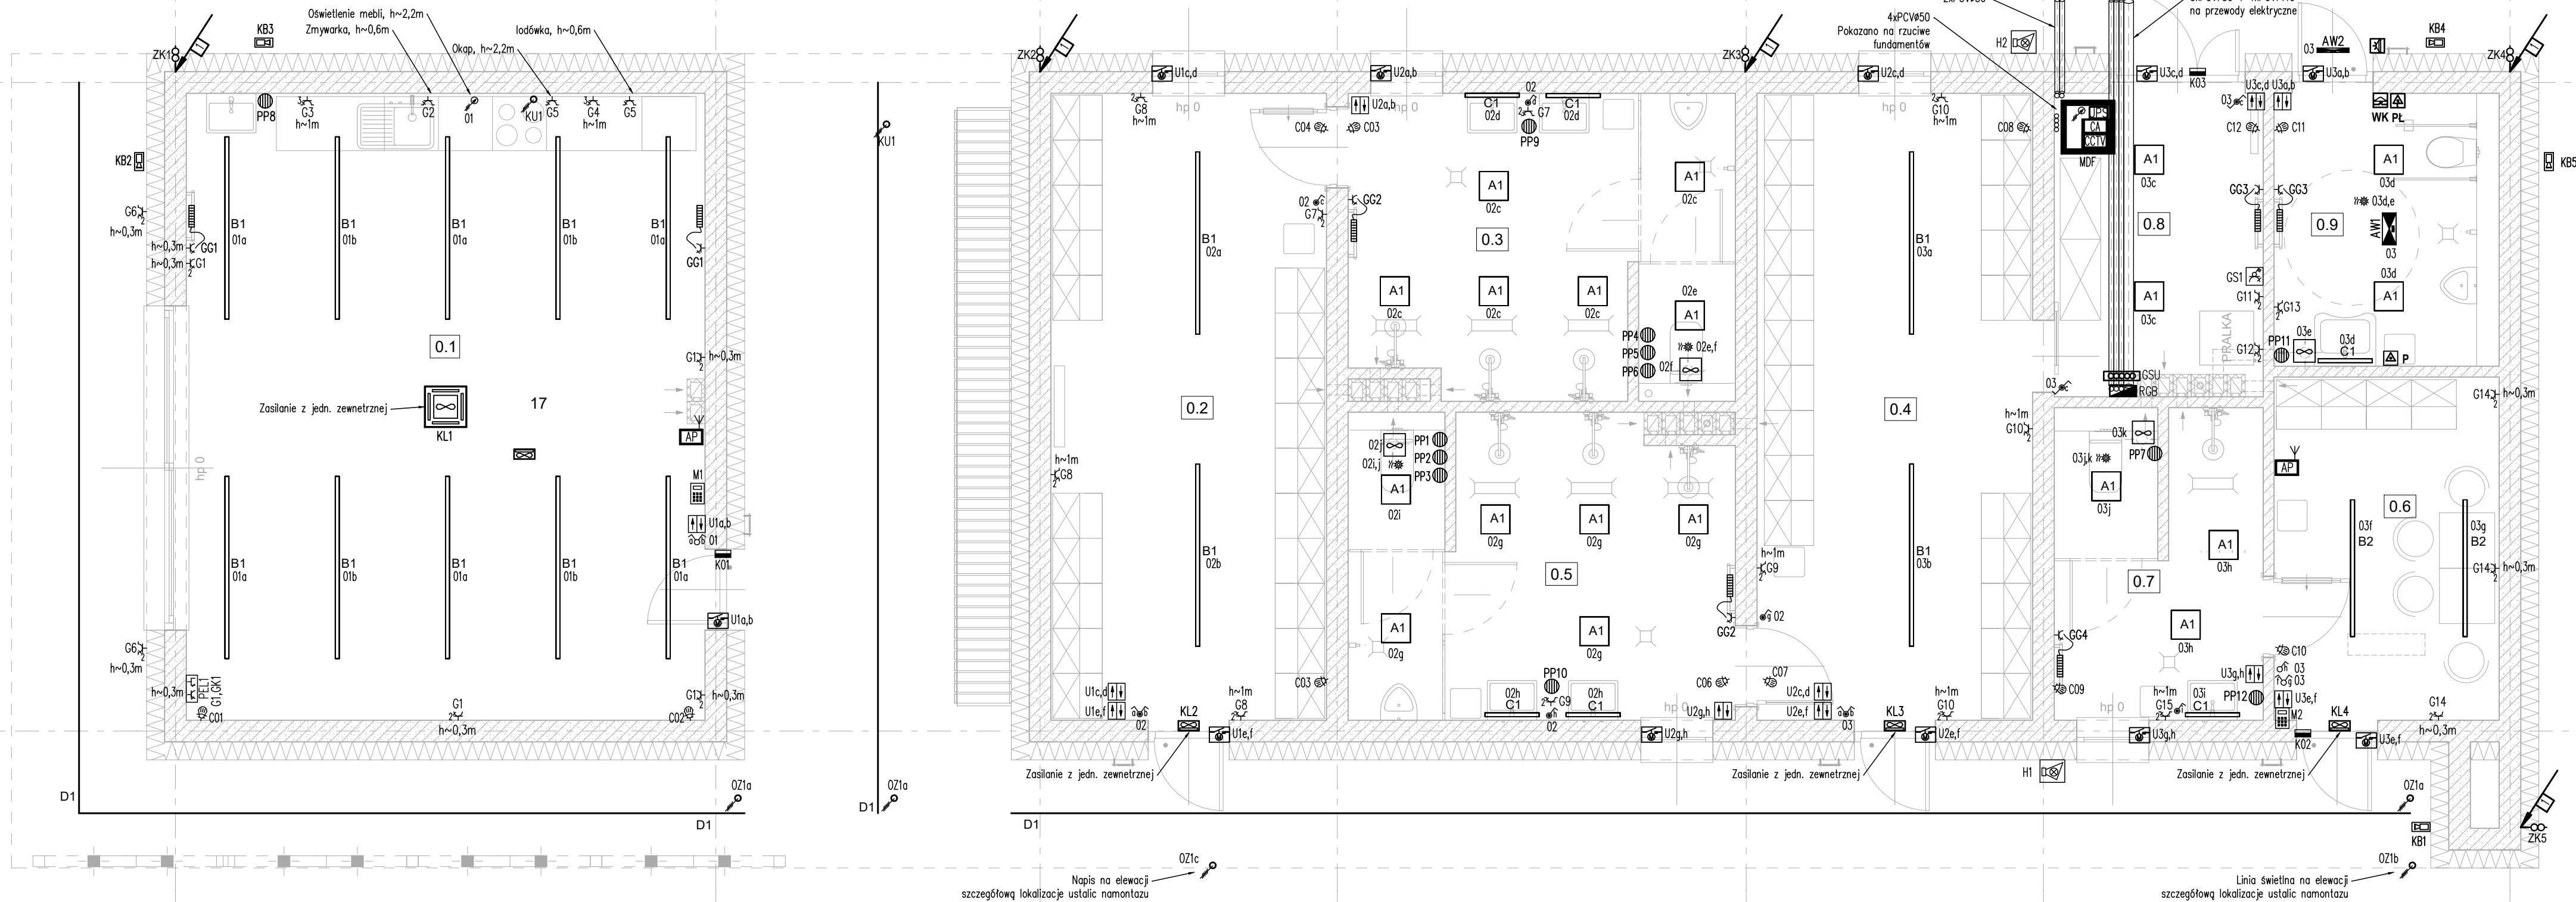 Oświetlenie mebli, h~2,2m
Zmywarka, h~0,6m
Okap, h~2,2m
lodówka, h~0,6m
4xPCVø50
Pokazano na rzuciwe
fundamentów
na przewody elektryczne
ZK1
KB3
ZK2
U1c,d
U2a,b
ZK3
U2c,d
H2
U3c,d
K03
03
AW2
U3a,b
KB4
ZK4
PP8
G3
h~1m
G2
01
KU1
G5
G4
h~1m
G5
KU1
G8
h~1m
hp 0
U2a,b
hp 0
C04
C03
C1
02d
02
G7
PP9
C1
02d
hp 0
G10
h~1m
C08
UPS
CA
CCTV
MDF
U3c,d
U3a,b
03
C12
C11
WK
PŁ
KB2
KB5
G6
h~0,3m
h~0,3m
GG1
h~0,3m
G1
B1
01a
B1
01b
B1
01a
B1
01b
B1
01a
GG1
B1
02a
02
G7
GG2
A1
02c
A1
02c
0.3
B1
03a
A1
03c
0.8
GG3
GG3
A1
03d
03d,e
0.9
AW1
03
A1
02c
A1
02c
A1
02c
02e
A1
02e,f
02f
PP4
PP5
PP6
A1
03c
GS1
G11
G13
G12
PRALKA
PP11
03e
03d
C1
A1
03d
P
0.1
G1
h~0,3m
Zasilanie z jedn. zewnetrznej
KL1
17
AP
M1
0.2
0.4
03
GSU
RGB
hp 0
U1a,b
01
K01
U1a,b
h~1m
G8
02j
02i,j
PP1
PP2
PP3
A1
02i
A1
02g
A1
02g
A1
02g
h~1m
G10
03k
03j,k
PP7
A1
03j
AP
G14
h~0,3m
B1
01a
B1
01b
B1
01a
B1
01b
B1
01a
B1
02b
0.5
h~1m
G9
B1
03b
0.7
A1
03h
03f
B2
0.6
03g
B2
G14
h~0,3m
G6
h~0,3m
h~0,3m
PEL1
G1,GK1
C01
G1
h~0,3m
C02
G1
h~0,3m
A1
02g
A1
02g
GG2
02
GG4
A1
03h
C10
03
03
C03
U1c,d
U1e,f
02
KL2
h~1m
G8
U1e,f
PP10
02h
C1
G9
02
02h
C1
hp 0
C06
C07
U2g,h
U2g,h
U2c,d
U2e,f
03
KL3
h~1m
G10
U2e,f
C09
hp 0
h~1m
G15
03i
C1
U3g,h
PP12
U3g,h
U3e,f
M2
K02
KL4
U3e,f
G14
h~0,3m
Zasilanie z jedn. zewnetrznej
Zasilanie z jedn. zewnetrznej
H1
Zasilanie z jedn. zewnetrznej
D1
OZ1a
D1
D1
OZ1a
D1
OZ1a
KB1
ZK5
OZ1c
Napis na elewacji
szczegółową lokalizacje ustalic namontazu
OZ1b
Linia świetlna na elewacji
szczegółową lokalizacje ustalic namontazu